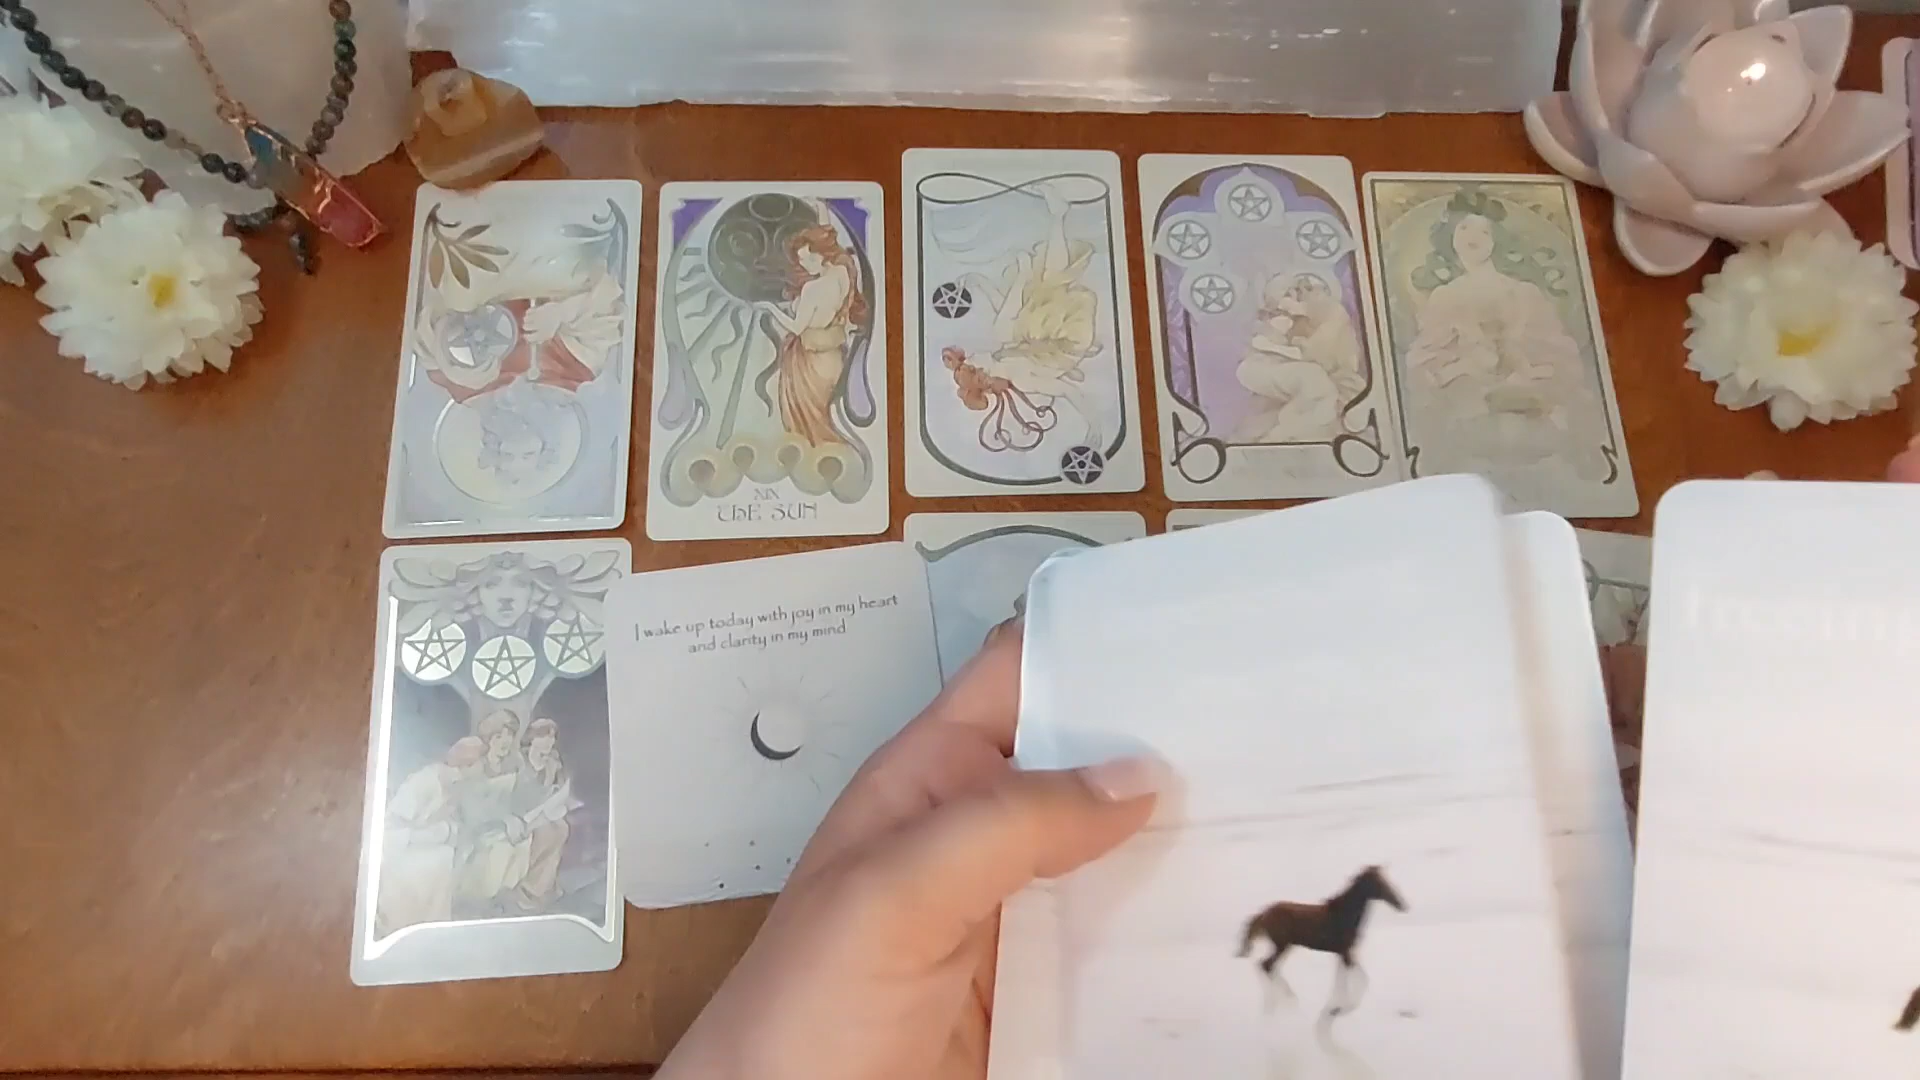 XIX
THE SUN
I wake up today with joy in my heart
and clarity in my mind